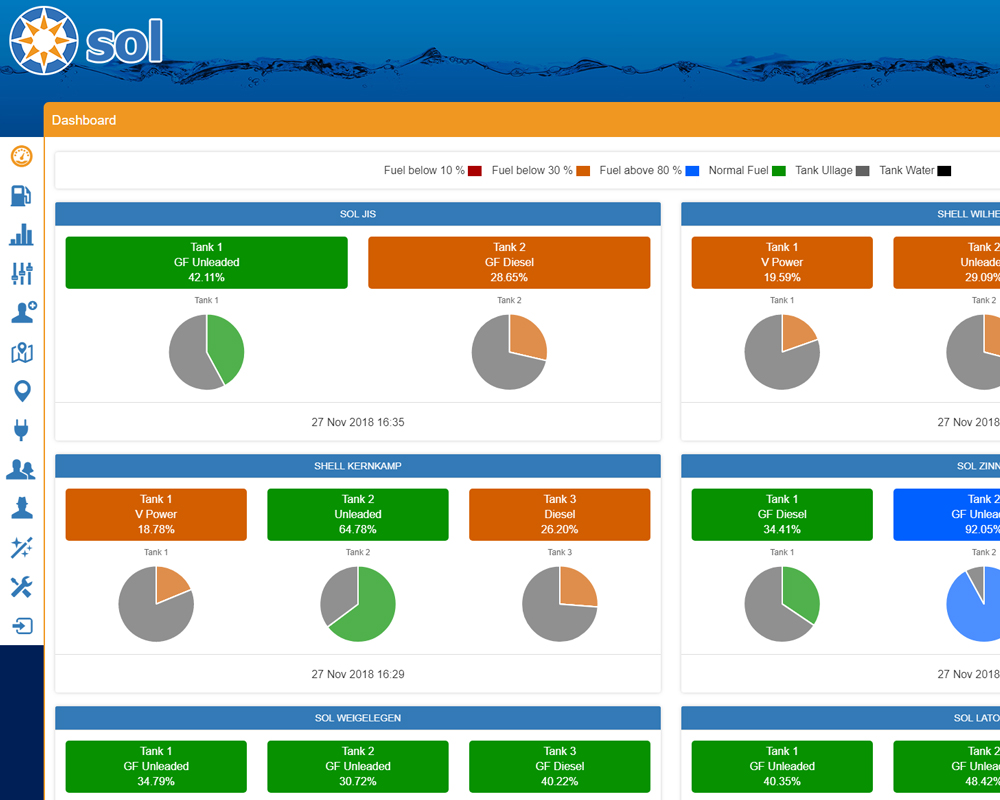 sol
Dashboard
Fuel below 10 % Fuel below 30 % Fuel above 80 % Normal Fuel Tank Ullage Tank Water
SOL JIS
Tank 1
GF Unleaded
42.11%
Tank 1
Tank 2
GF Diesel
28.65%
Tank 2
27 Nov 2018 16:35
SHELL WILHE
Tank 1
V Power
19.59%
Tank 1
Tank 2
Unleade
29.09%
Tank 2
27 Nov 2018
SHELL KERNKAMP
Tank 1
V Power
18.78%
Tank 1
Tank 2
Unleaded
64.78%
Tank 2
Tank 3
Diesel
26.20%
Tank 3
27 Nov 2018 16:29
SOL ZINN
Tank 1
GF Diesel
34.41%
Tank 1
Tank 2
GF Unlea
92.05%
Tank 2
27 Nov 2018
SOL WEIGELEGEN
Tank 1
GF Unleaded
34.79%
Tank 2
GF Unleaded
30.72%
Tank 3
GF Diesel
40.22%
SOL LATO
Tank 1
GF Unleaded
40.35%
Tank 2
GF Unlea
48.42%